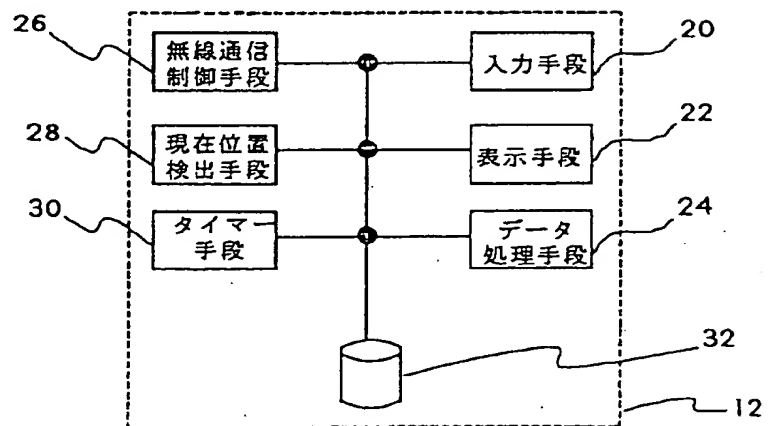 26
無線通信
制御手段
入力手段
20
28
現在位置
検出手段
表示手段
22
30
タイマー
手段
データ
処理手段
24
32
12